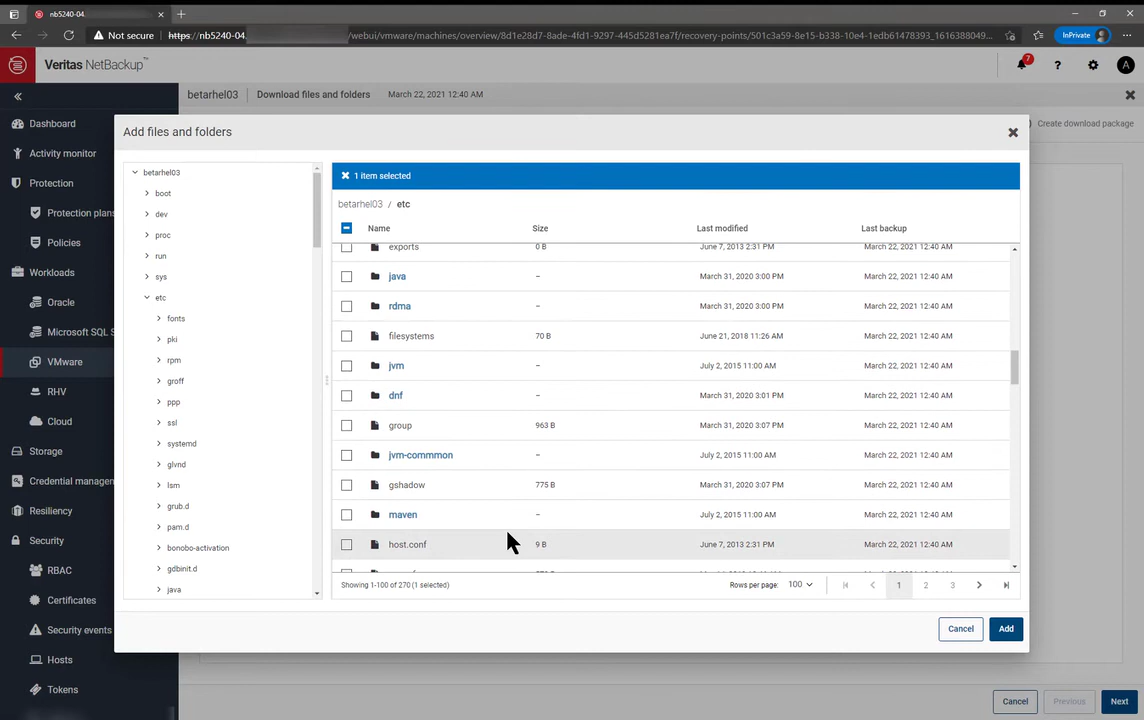 nb5240-04.
Not secure
https://nb5240-04.
/webui/vmware/machines/overview/8d1e28d7-8ade-4fd1-9297-445d5281ea7f/recovery-points/501c3a59-8e15-b338-10e4-1edb61478393_1616388049...
InPrivate
Veritas NetBackup™
7
?
A
betarhel03
Download files and folders
March 22, 2021 12:40 AM
Create download package
Dashboard
Activity monitor
Protection
Protection plans
Policies
Workloads
Oracle
Microsoft SQL S
VMware
RHV
Cloud
Storage
Credential managem
Resiliency
Security
RBAC
Certificates
Security events
Hosts
Tokens
Add files and folders
betarhel03
boot
dev
proc
run
sys
etc
fonts
pki
rpm
groff
ppp
ssl
systemd
glvnd
lsm
grub.d
pam.d
bonobo-activation
gdbinit.d
java
1 item selected
betarhel03 / etc
Name Size Last modified Last backup
exports 0 B June 7, 2013 2:31 PM March 22, 2021 12:40 AM
java – March 31, 2020 3:00 PM March 22, 2021 12:40 AM
rdma – March 31, 2020 3:00 PM March 22, 2021 12:40 AM
filesystems 70 B June 21, 2018 11:26 AM March 22, 2021 12:40 AM
jvm – July 2, 2015 11:00 AM March 22, 2021 12:40 AM
dnf – March 31, 2020 3:01 PM March 22, 2021 12:40 AM
group 963 B March 31, 2020 3:07 PM March 22, 2021 12:40 AM
jvm-commmon – July 2, 2015 11:00 AM March 22, 2021 12:40 AM
gshadow 775 B March 31, 2020 3:07 PM March 22, 2021 12:40 AM
maven – July 2, 2015 11:00 AM March 22, 2021 12:40 AM
host.conf 9 B June 7, 2013 2:31 PM March 22, 2021 12:40 AM
Showing 1-100 of 270 (1 selected)
Rows per page: 100
1 2 3
Cancel
Add
Cancel
Previous
Next